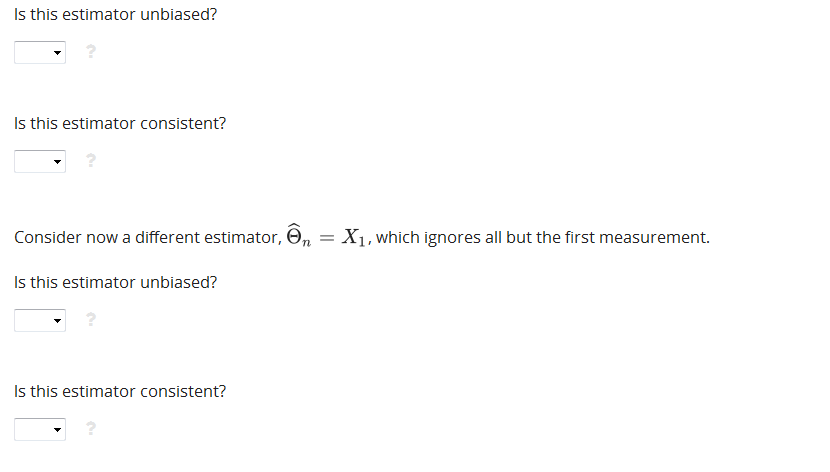 Is this estimator unbiased?
?
Is this estimator consistent?
?
Consider now a different estimator, Θ̂ₙ = X₁, which ignores all but the first measurement.
Is this estimator unbiased?
?
Is this estimator consistent?
?